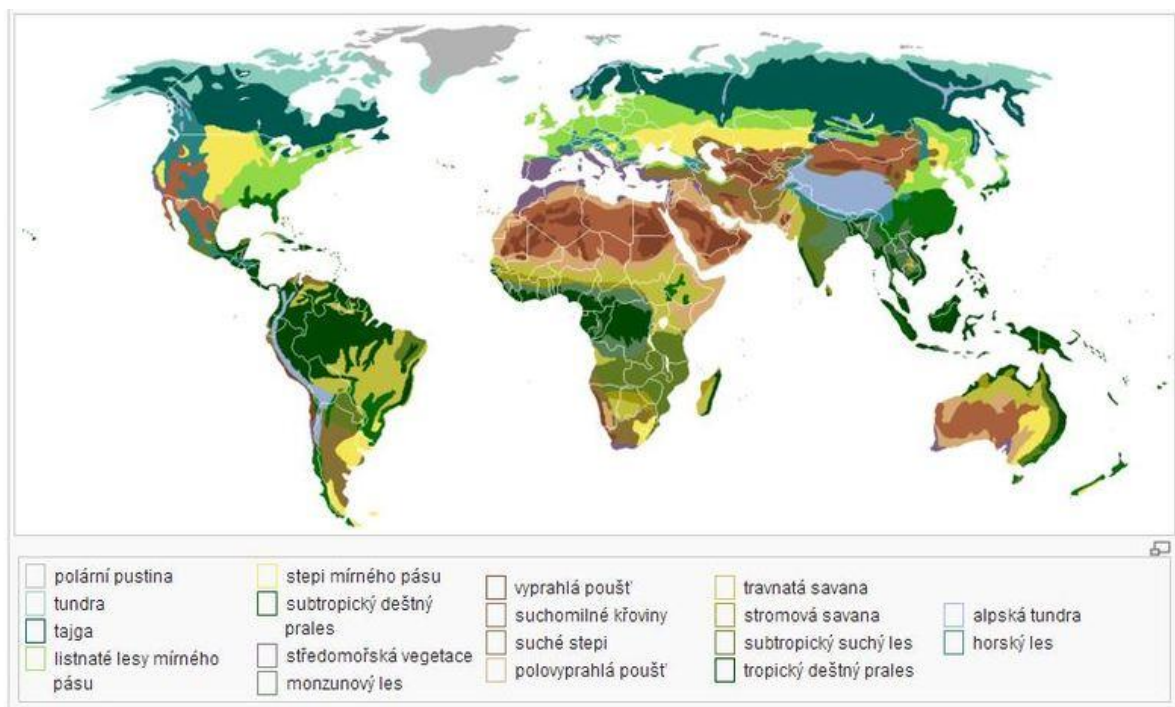 polární pustina
tundra
tajga
listnaté lesy mírného
pásu
stepi mírného pásu
subtropický deštný
prales
středomořská vegetace
monzunový les
vyprahlá poušť
suchomilné křoviny
suché stepi
polovyprahlá poušť
travnatá savana
stromová savana
subtropický suchý les
tropický deštný prales
alpská tundra
horský les